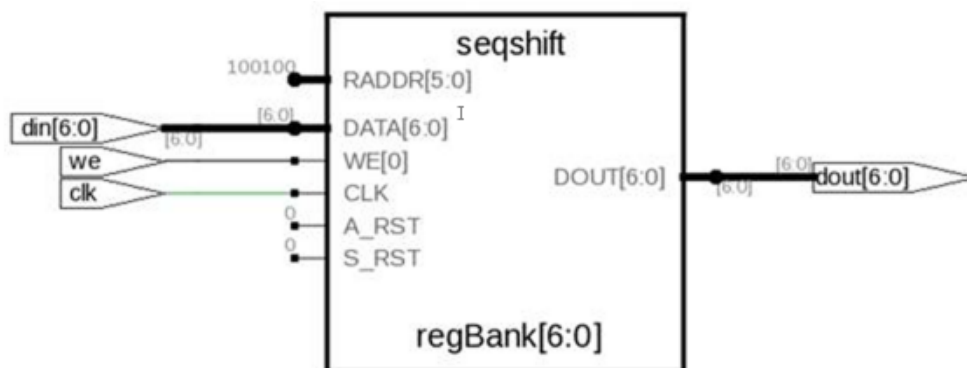 seqshift
100100
RADDR[5:0]
[6:0]
din[6:0]
[6:0]
DATA[6:0]
we
WE[0]
clk
CLK
0
A_RST
0
S_RST
DOUT[6:0]
[6:0]
[6:0]
dout[6:0]
regBank[6:0]